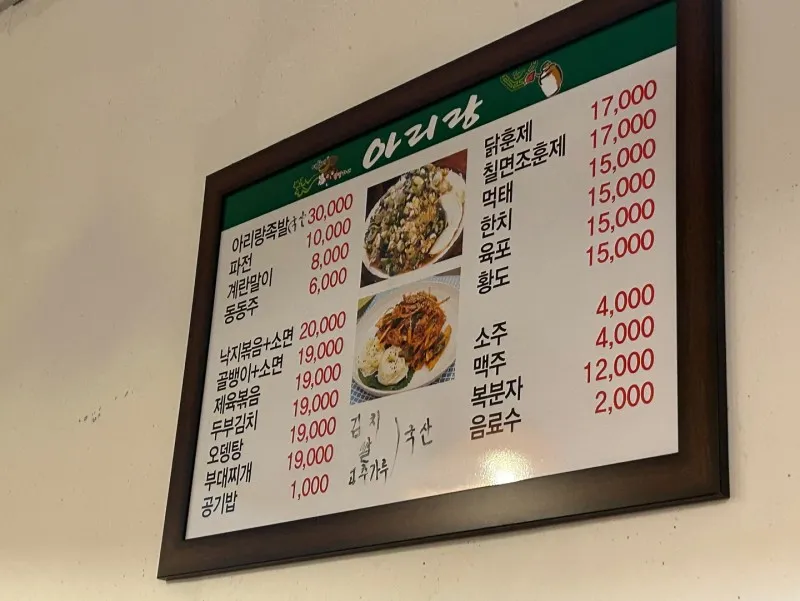 아리랑
아리랑족발 30,000
파전 10,000
계란말이 8,000
동동주 6,000
낙지볶음+소면 20,000
골뱅이+소면 19,000
제육볶음 19,000
두부김치 19,000
오뎅탕 19,000
부대찌개 19,000
공기밥 1,000
김치
쌀
고추가루
) 국산
닭훈제 17,000
칠면조훈제 17,000
먹태 15,000
한치 15,000
육포 15,000
황도 15,000
소주 4,000
맥주 4,000
복분자 12,000
음료수 2,000